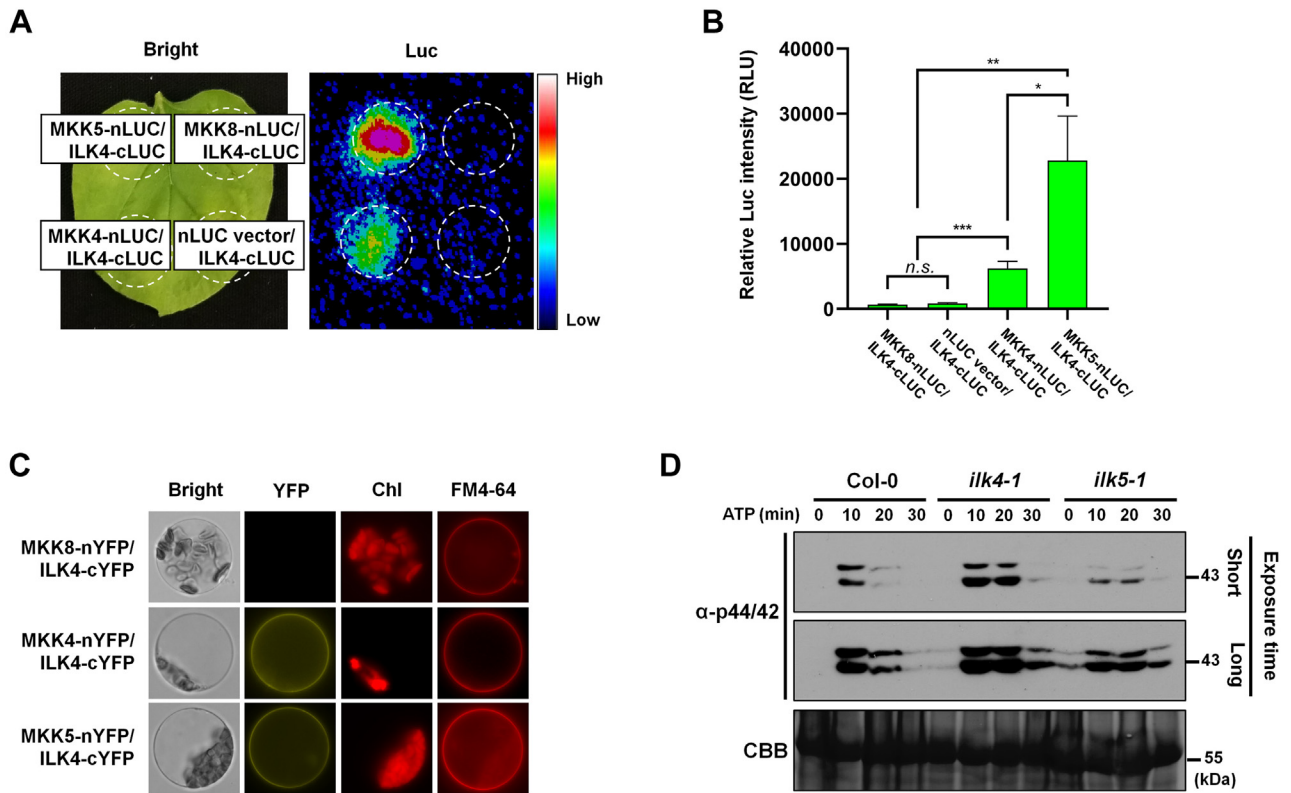 A
Bright
Luc
MKK5-nLUC/
ILK4-cLUC
MKK8-nLUC/
ILK4-cLUC
MKK4-nLUC/
ILK4-cLUC
nLUC vector/
ILK4-cLUC
High
Low
B
Relative Luc intensity (RLU)
40000
30000
20000
10000
0
**
*
***
n.s.
MKK8-nLUC/
ILK4-cLUC
nLUC vector/
ILK4-cLUC
MKK4-nLUC/
ILK4-cLUC
MKK5-nLUC/
ILK4-cLUC
C
Bright YFP Chl FM4-64
MKK8-nYFP/
ILK4-cYFP
MKK4-nYFP/
ILK4-cYFP
MKK5-nYFP/
ILK4-cYFP
D
Col-0 ilk4-1 ilk5-1
ATP (min) 0 10 20 30 0 10 20 30 0 10 20 30
α-p44/42
43
Short
43
Long
Exposure time
CBB
55
(kDa)